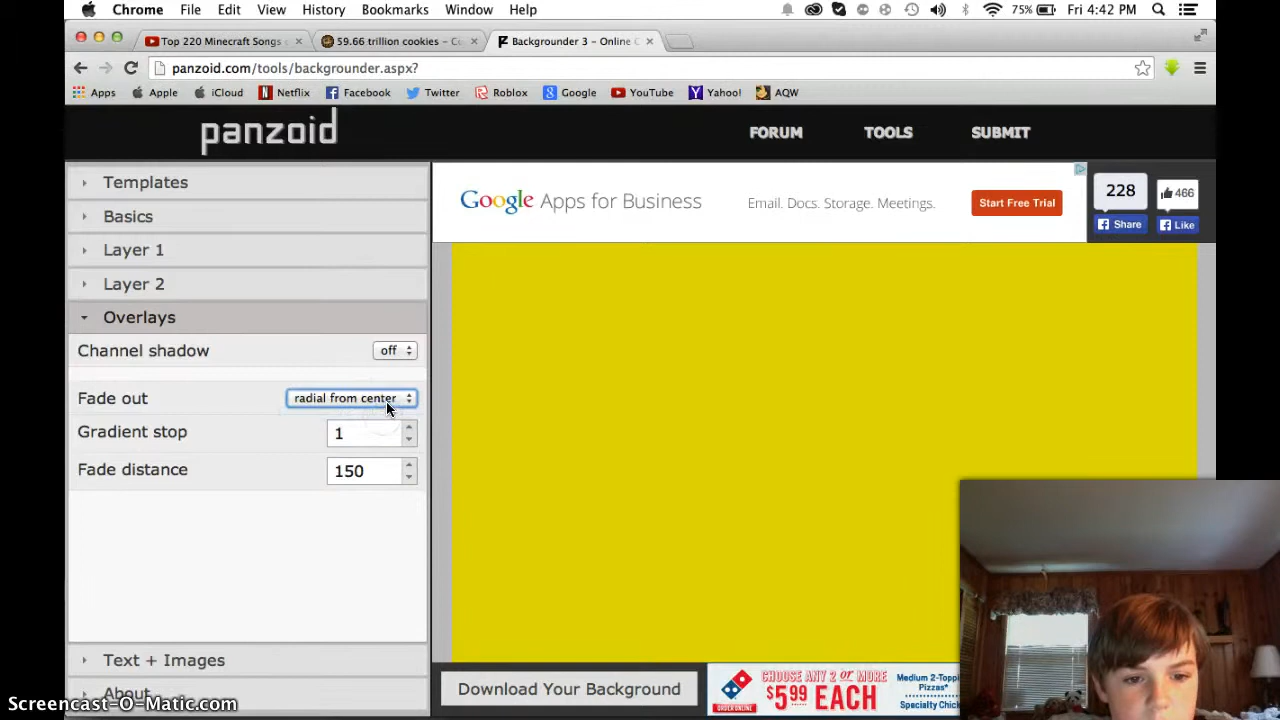 Chrome File Edit View History Bookmarks Window Help 75% Fri 4:42 PM
Top 220 Minecraft Songs 59.66 trillion cookies – Co Backgrounder 3 – Online C
panzoid.com/tools/backgrounder.aspx?
Apps Apple iCloud Netflix Facebook Twitter Roblox Google YouTube Yahoo! AQW
panzoid FORUM TOOLS SUBMIT
Templates
Basics
Layer 1
Layer 2
Overlays
Channel shadow off
Fade out radial from center
Gradient stop 1
Fade distance 150
Text + Images
About
Google Apps for Business Email. Docs. Storage. Meetings. Start Free Trial
228 466
Share Like
Download Your Background
ORDER ONLINE
CHOOSE ANY 2 OR MORE
$5.99 EACH
Medium 2-Toppi
Pizzas*
Specialty Chick
Screencast-O-Matic.com